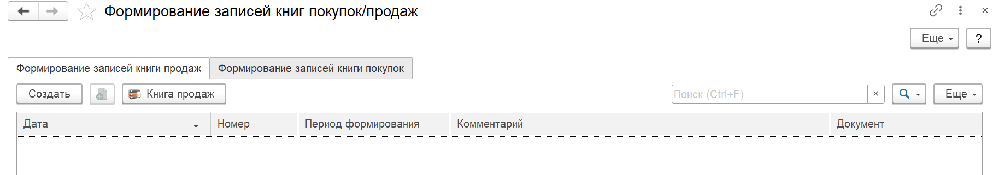 Формирование записей книг покупок/продаж
Еще ?
Формирование записей книги продаж Формирование записей книги покупок
Создать Книга продаж Поиск (Ctrl+F) × Еще
Дата ↓ Номер Период формирования Комментарий Документ